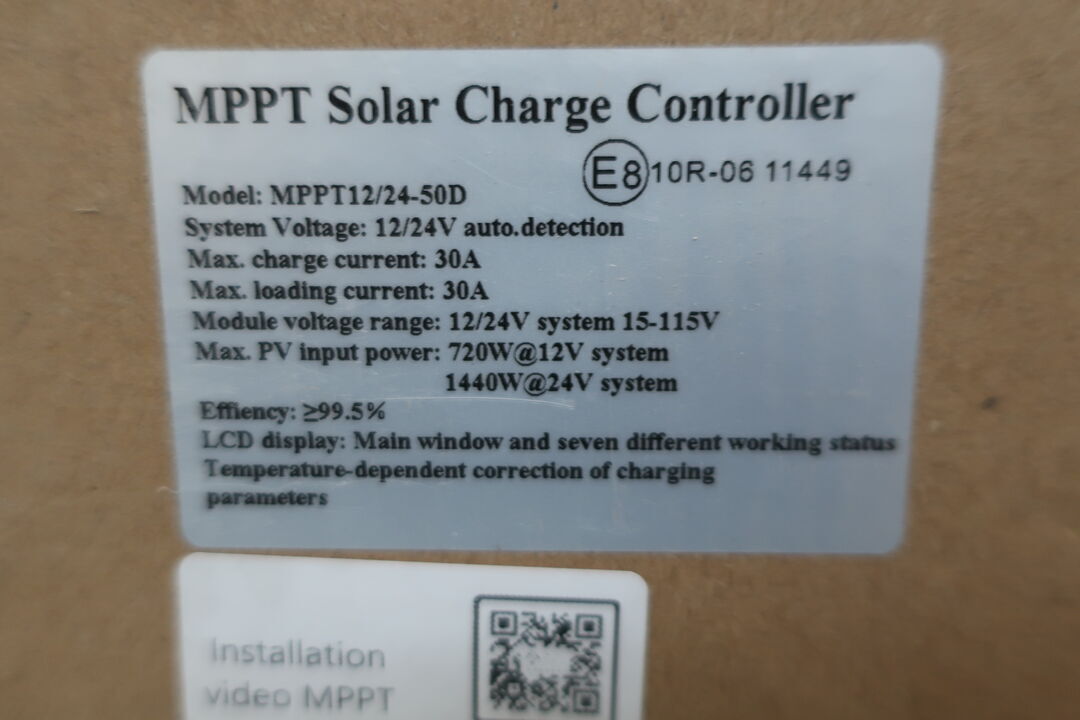 MPPT Solar Charge Controller
E8 10R-06 11449
Model: MPPT12/24-50D
System Voltage: 12/24V auto.detection
Max. charge current: 30A
Max. loading current: 30A
Module voltage range: 12/24V system 15-115V
Max. PV input power: 720W@12V system
1440W@24V system
Effiency: ≥99.5%
LCD display: Main window and seven different working status
Temperature-dependent correction of charging
parameters
Installation
video MPPT